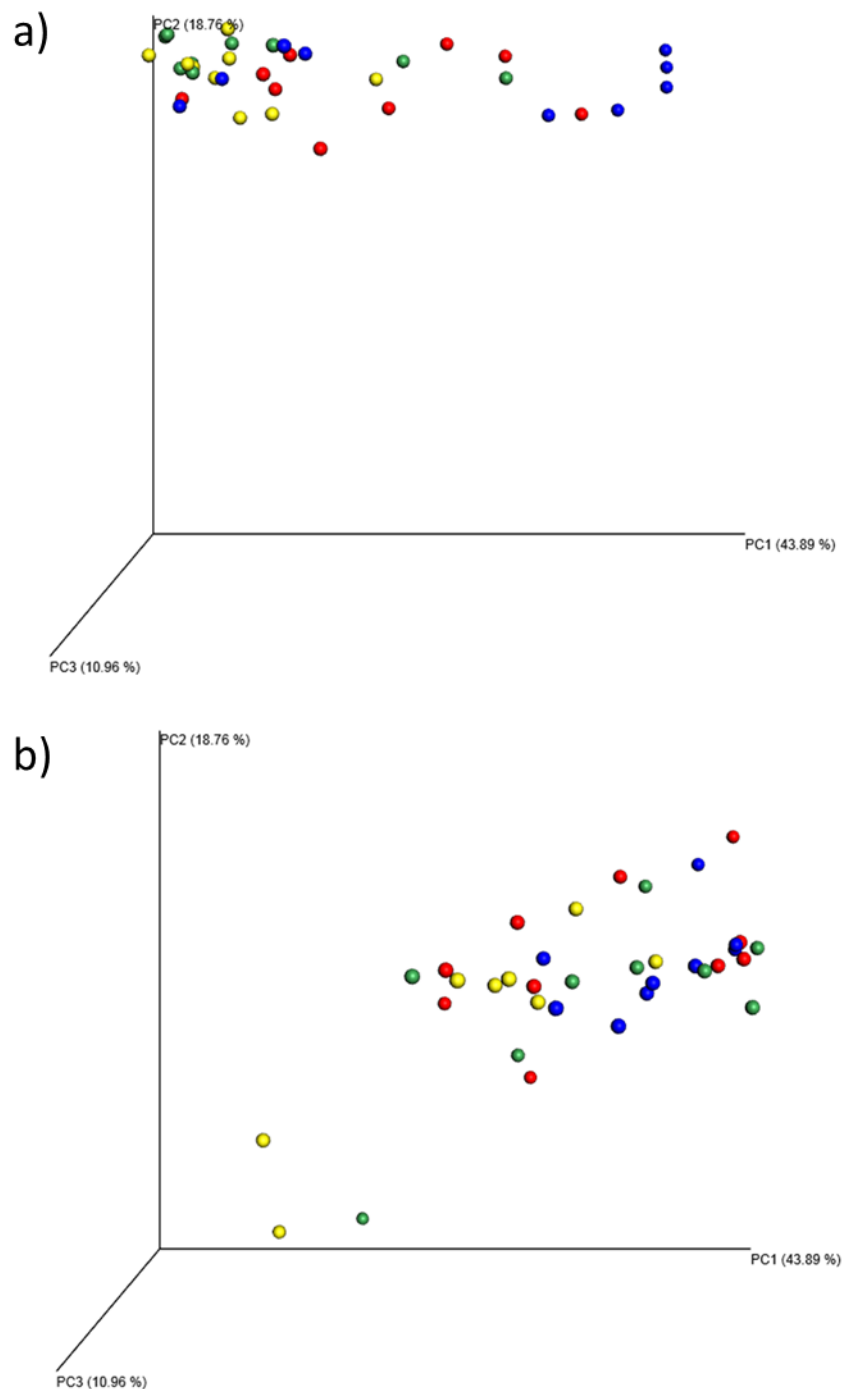 a)
PC2 (18.76 %)
PC1 (43.89 %)
PC3 (10.96 %)
b)
PC2 (18.76 %)
PC1 (43.89 %)
PC3 (10.96 %)